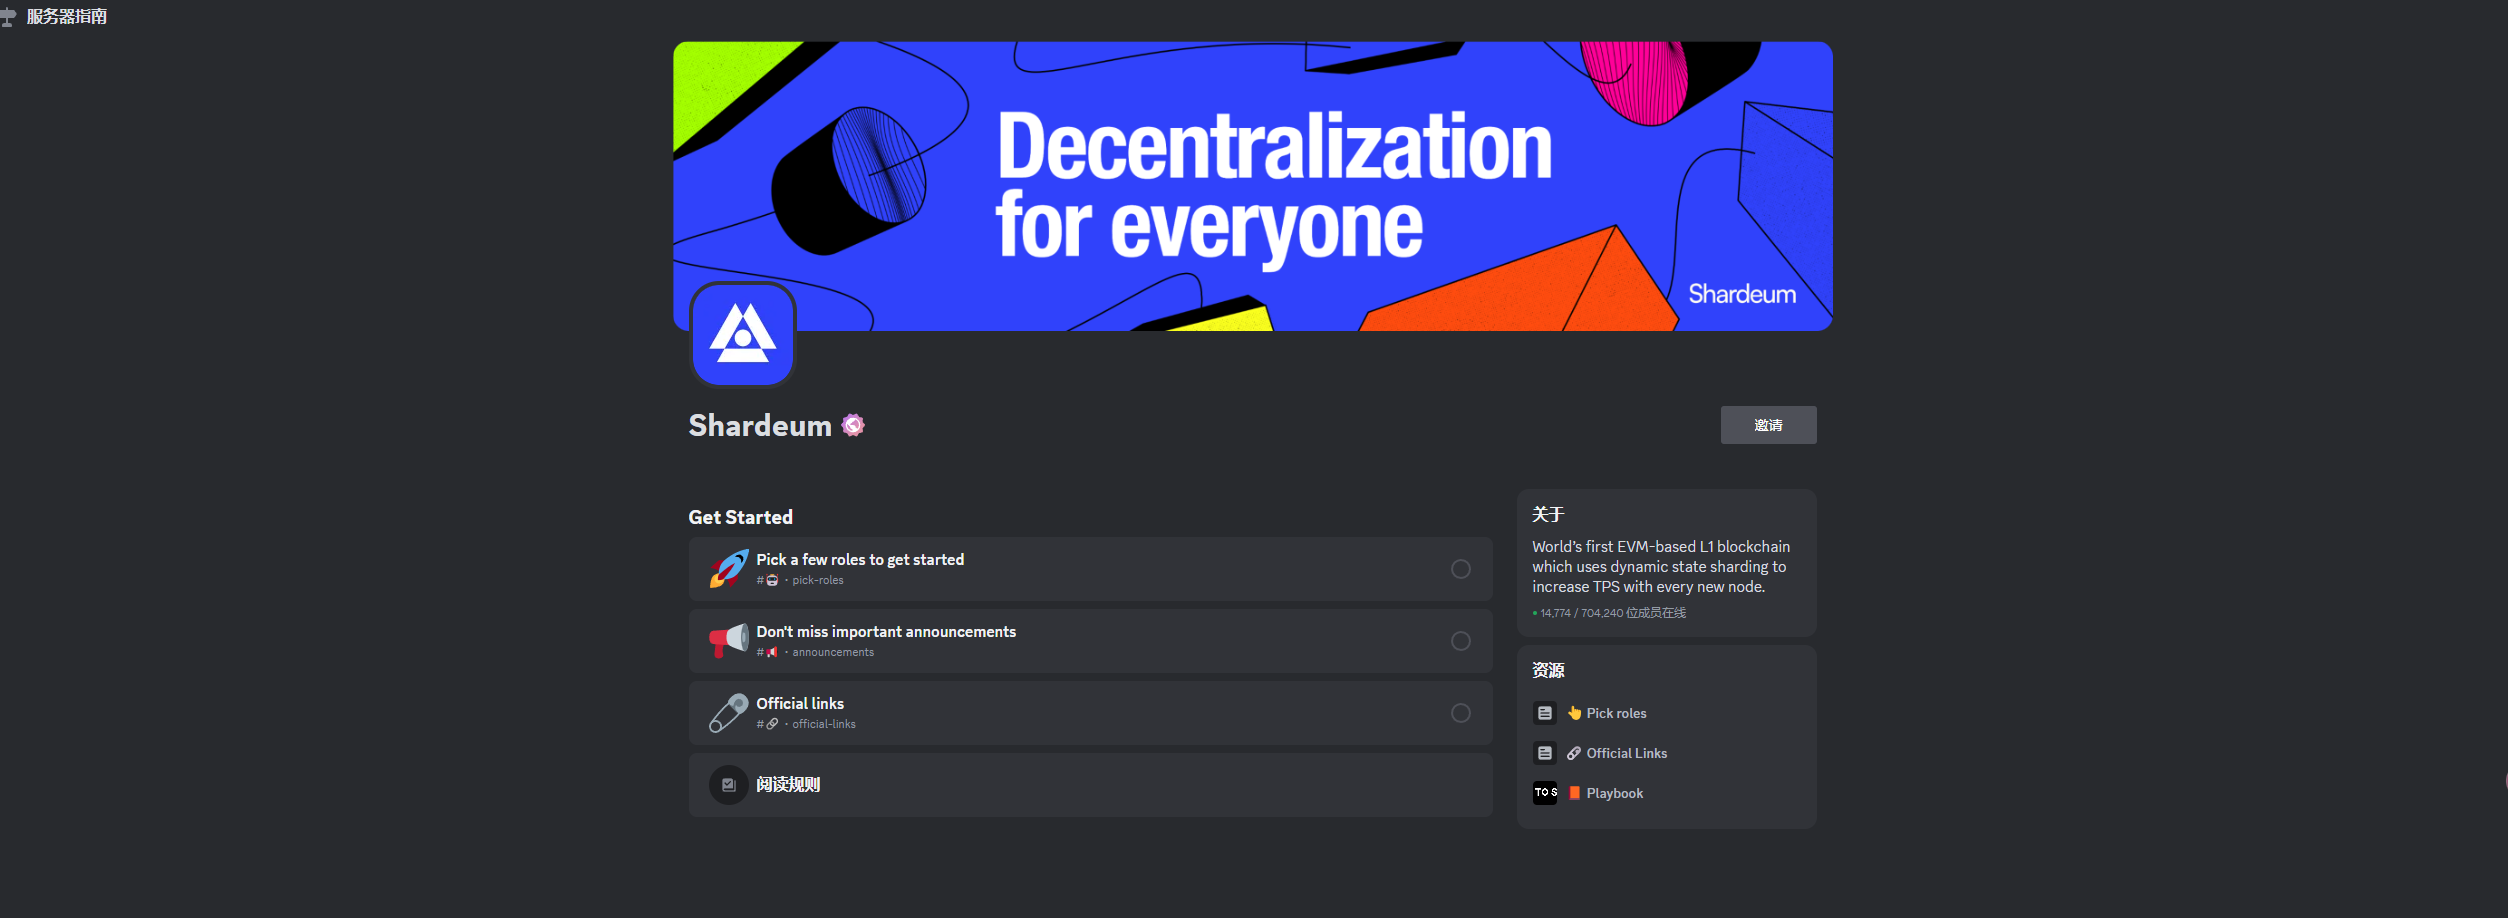 服务器指南
Decentralization
for everyone
Shardeum
Shardeum
邀请
Get Started
Pick a few roles to get started
# · pick-roles
Don't miss important announcements
# · announcements
Official links
# · official-links
阅读规则
关于
World's first EVM-based L1 blockchain
which uses dynamic state sharding to
increase TPS with every new node.
14,774 / 704,240 位成员在线
资源
Pick roles
Official Links
TOS
Playbook